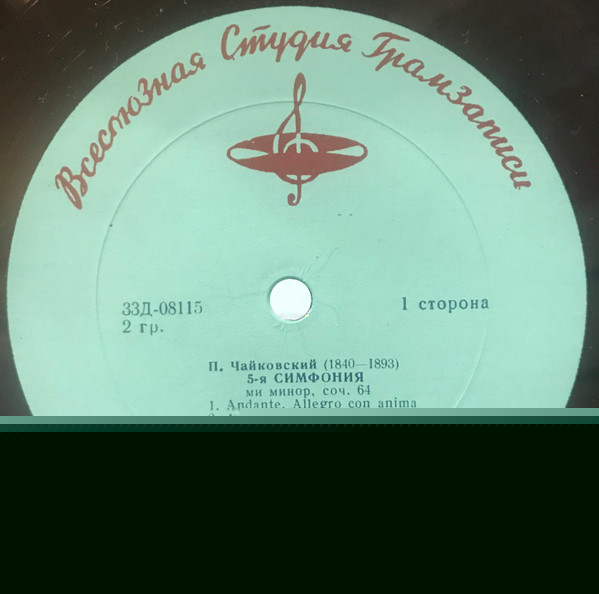 Всесоюзная Студия Грамзаписи
33Д-08115
1 сторона
2 гр.
П. Чайковский (1840—1893)
5-я СИМФОНИЯ
ми минор, соч. 64
1. Andante. Allegro con anima